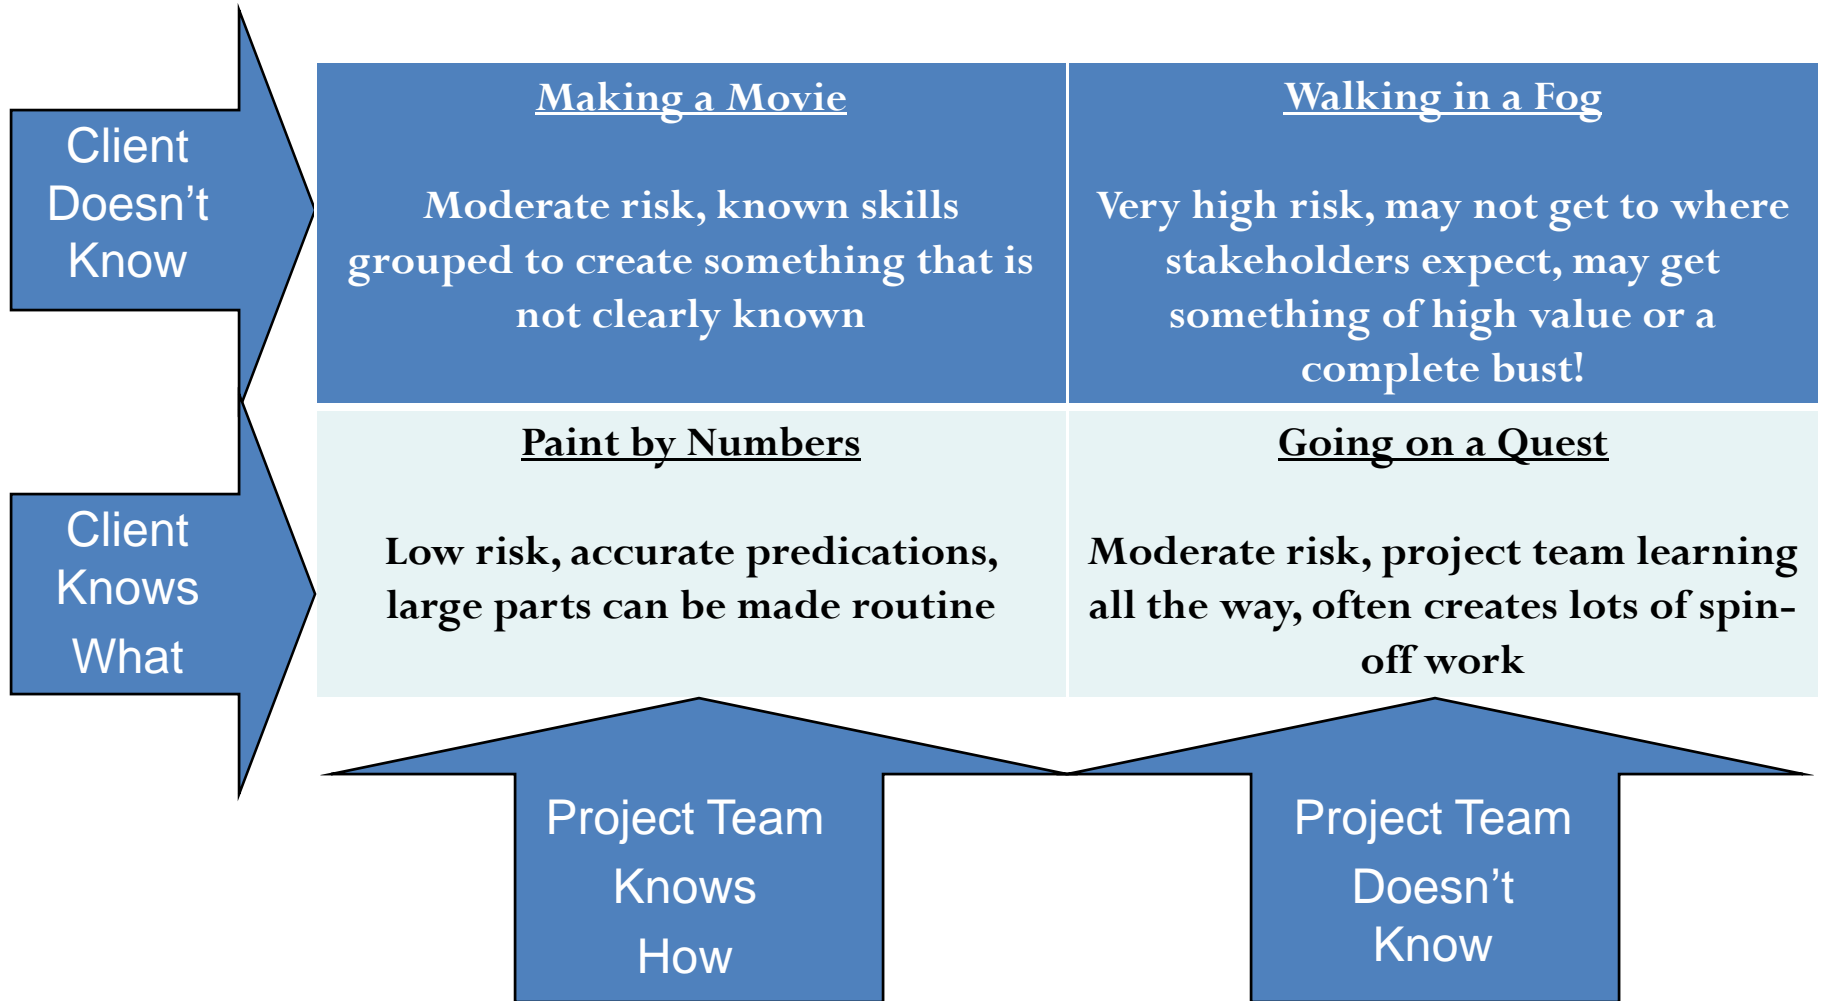 Client
Doesn't
Know
Making a Movie
Moderate risk, known skills
grouped to create something that is
not clearly known
Walking in a Fog
Very high risk, may not get to where
stakeholders expect, may get
something of high value or a
complete bust!
Client
Knows
What
Paint by Numbers
Low risk, accurate predications,
large parts can be made routine
Going on a Quest
Moderate risk, project team learning
all the way, often creates lots of spin-
off work
Project Team
Knows
How
Project Team
Doesn't
Know